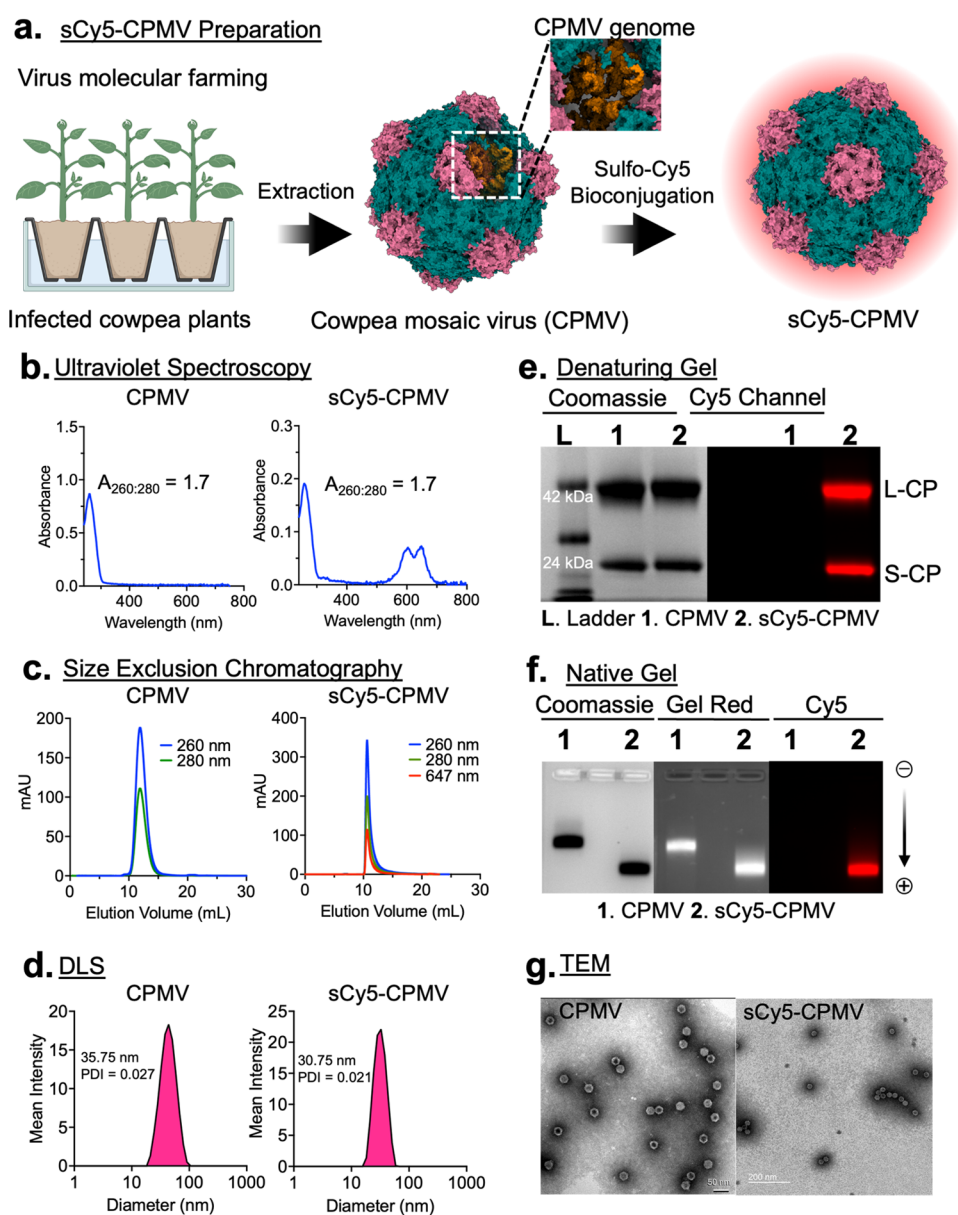 a. sCy5-CPMV Preparation
Virus molecular farming
CPMV genome
Extraction
Sulfo-Cy5
Bioconjugation
Infected cowpea plants
Cowpea mosaic virus (CPMV)
sCy5-CPMV
b. Ultraviolet Spectroscopy
CPMV
sCy5-CPMV
Absorbance
1.5
1.0
0.5
0.0
A260:280 = 1.7
400 600 800
Wavelength (nm)
Absorbance
0.3
0.2
0.1
0.0
A260:280 = 1.7
400 600 800
Wavelength (nm)
c. Size Exclusion Chromatography
CPMV
sCy5-CPMV
mAU
200
150
100
50
0
260 nm
280 nm
0 10 20 30
Elution Volume (mL)
mAU
400
300
200
100
0
260 nm
280 nm
647 nm
0 10 20 30
Elution Volume (mL)
d. DLS
CPMV
sCy5-CPMV
Mean Intensity
20
15
10
5
0
35.75 nm
PDI = 0.027
1 10 100 1000
Diameter (nm)
Mean Intensity
25
20
15
10
5
0
30.75 nm
PDI = 0.021
1 10 100 1000
Diameter (nm)
e. Denaturing Gel
Coomassie Cy5 Channel
L 1 2 1 2
42 kDa
24 kDa
L-CP
S-CP
L. Ladder 1. CPMV 2. sCy5-CPMV
f. Native Gel
Coomassie Gel Red Cy5
1 2 1 2 1 2
−
+
1. CPMV 2. sCy5-CPMV
g. TEM
CPMV
sCy5-CPMV
50 nm
200 nm